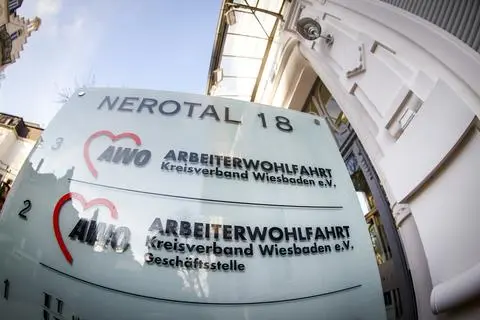 NEROTAL 18
3
AWO ARBEITERWOHLFAHRT
Kreisverband Wiesbaden e.V.
2
AWO ARBEITERWOHLFAHRT
Kreisverband Wiesbaden e.V.
Geschäftsstelle
1